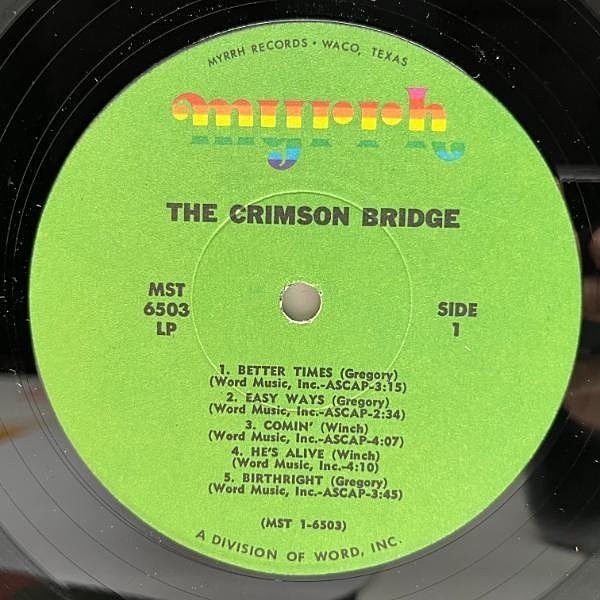 MYRRH RECORDS • WACO, TEXAS
myrrh
THE CRIMSON BRIDGE
MST
6503
LP
SIDE
1
1. BETTER TIMES (Gregory)
(Word Music, Inc.-ASCAP-3:15)
2. EASY WAYS (Gregory)
(Word Music, Inc.-ASCAP-2:34)
3. COMIN' (Winch)
(Word Music, Inc.-ASCAP-4:07)
4. HE'S ALIVE (Winch)
(Word Music, Inc.-4:10)
5. BIRTHRIGHT (Gregory)
(Word Music, Inc.-ASCAP-3:45)
(MST 1-6503)
A DIVISION OF WORD, INC.